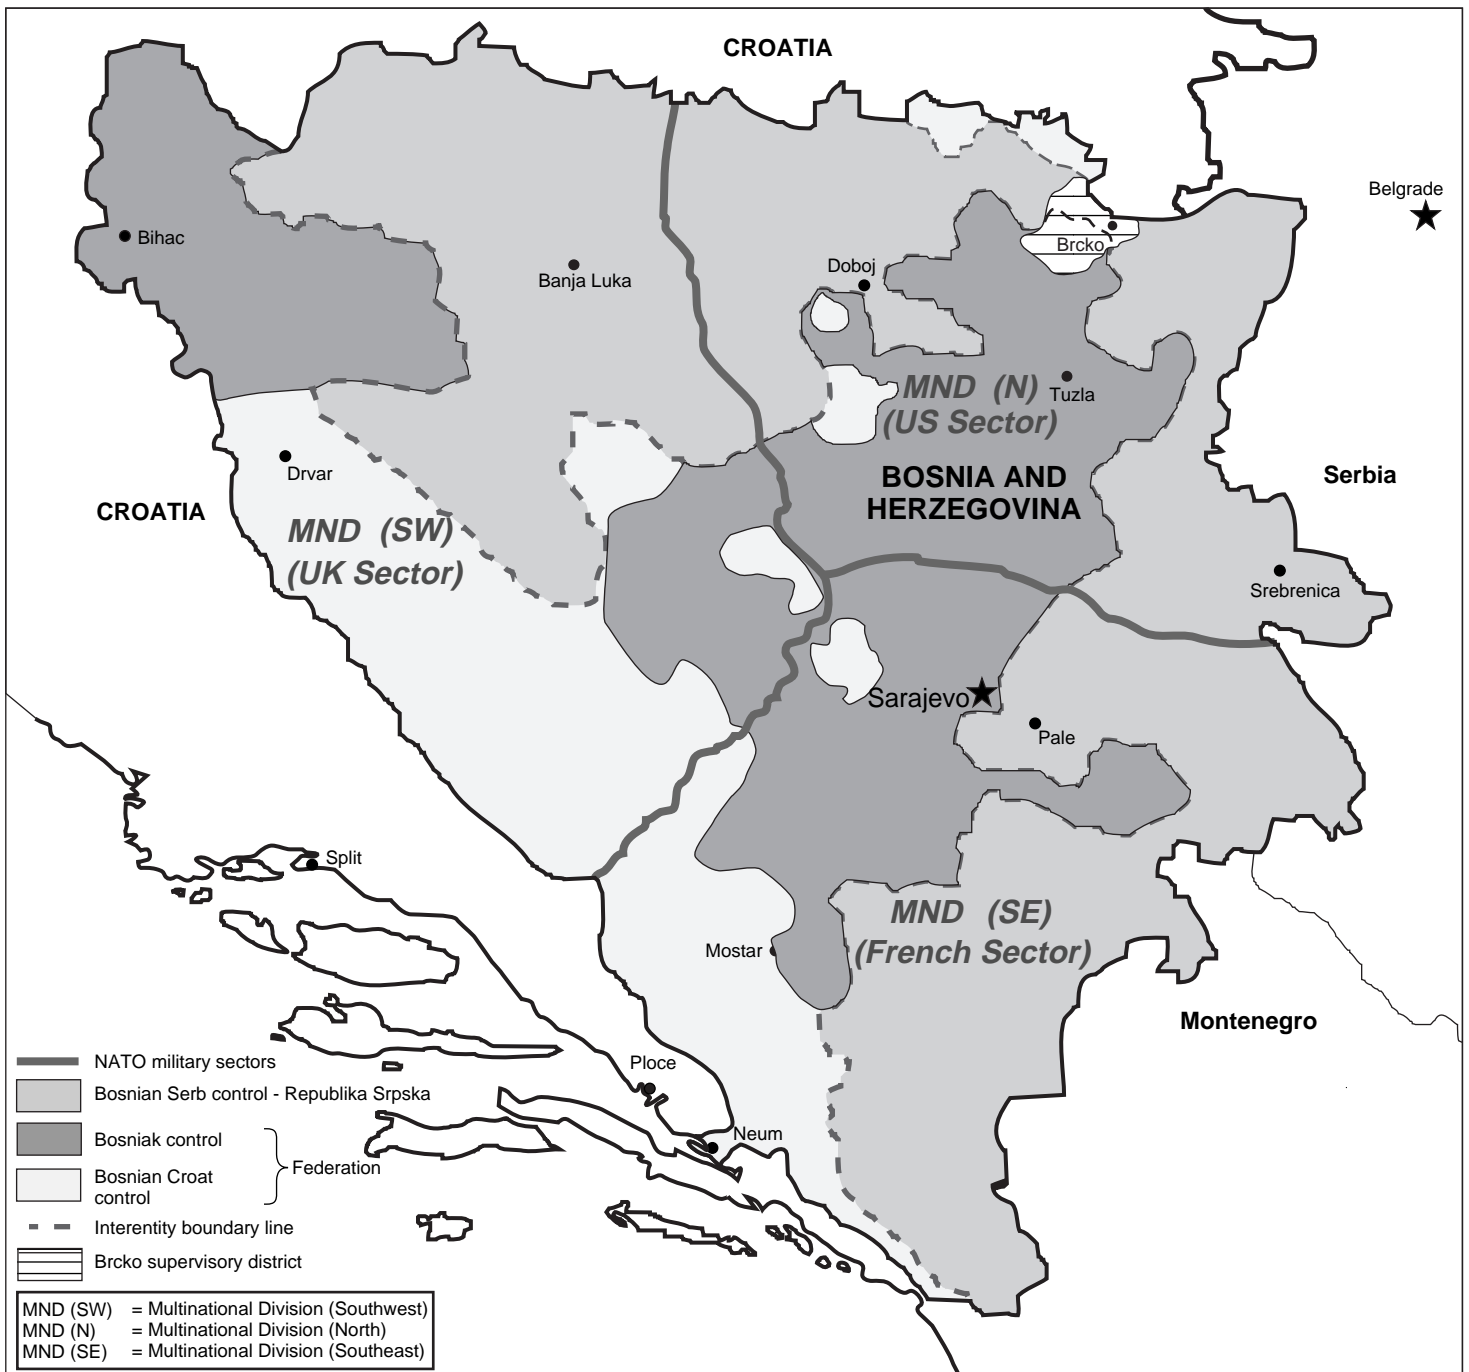 CROATIA
Belgrade
Bihac
Brcko
Banja Luka
Doboj
MND (N)
(US Sector)
Tuzla
Drvar
BOSNIA AND
HERZEGOVINA
Serbia
CROATIA
MND (SW)
(UK Sector)
Srebrenica
Sarajevo
Pale
Split
MND (SE)
(French Sector)
Mostar
Montenegro
Ploce
Neum
NATO military sectors
Bosnian Serb control - Republika Srpska
Bosniak control
Federation
Bosnian Croat
control
Interentity boundary line
Brcko supervisory district
MND (SW) = Multinational Division (Southwest)
MND (N) = Multinational Division (North)
MND (SE) = Multinational Division (Southeast)